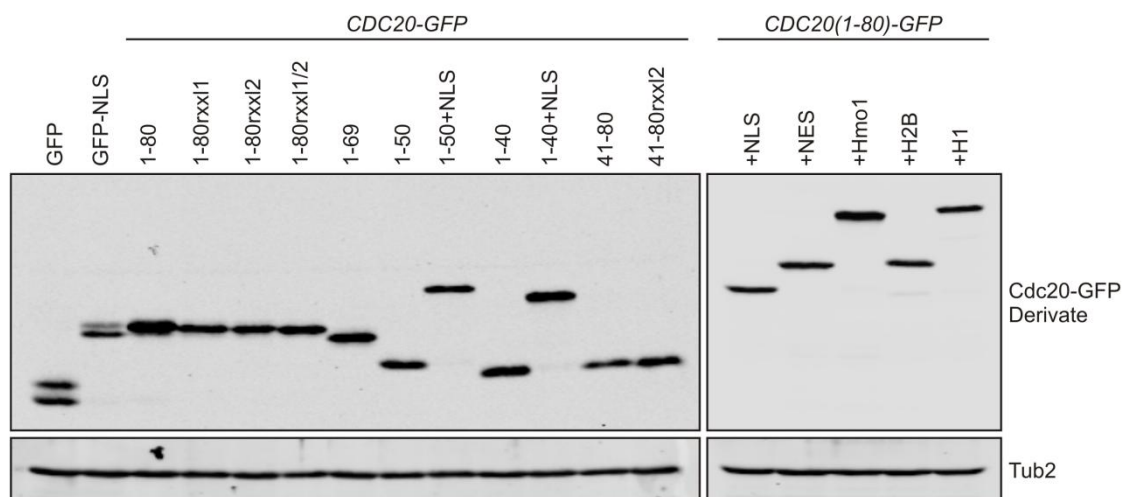 CDC20-GFP
CDC20(1-80)-GFP
GFP
GFP-NLS
1-80
1-80rxxl1
1-80rxxl2
1-80rxxl1/2
1-69
1-50
1-50+NLS
1-40
1-40+NLS
41-80
41-80rxxl2
+NLS
+NES
+Hmo1
+H2B
+H1
Cdc20-GFP
Derivate
Tub2